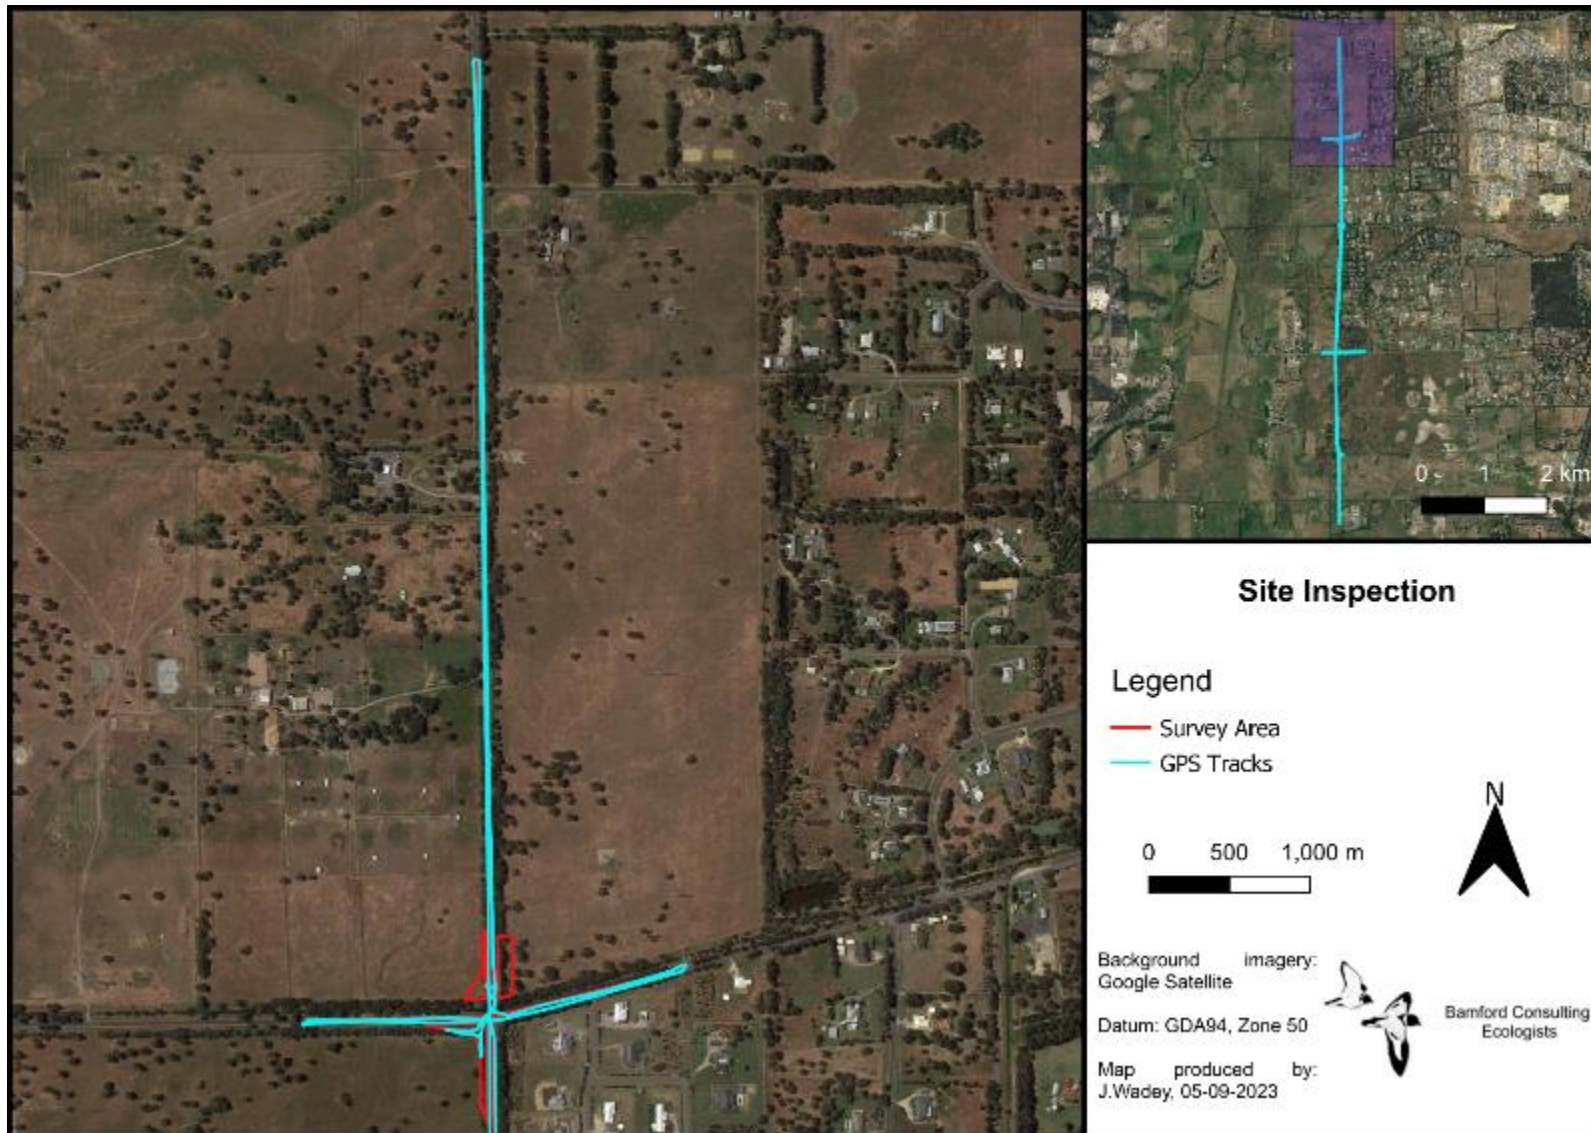 0 1 2 km
Site Inspection
Legend
Survey Area
GPS Tracks
N
0 500 1,000 m
Background imagery:
Google Satellite
Datum: GDA94, Zone 50
Map produced by:
J.Wadey, 05-09-2023
Bamford Consulting
Ecologists